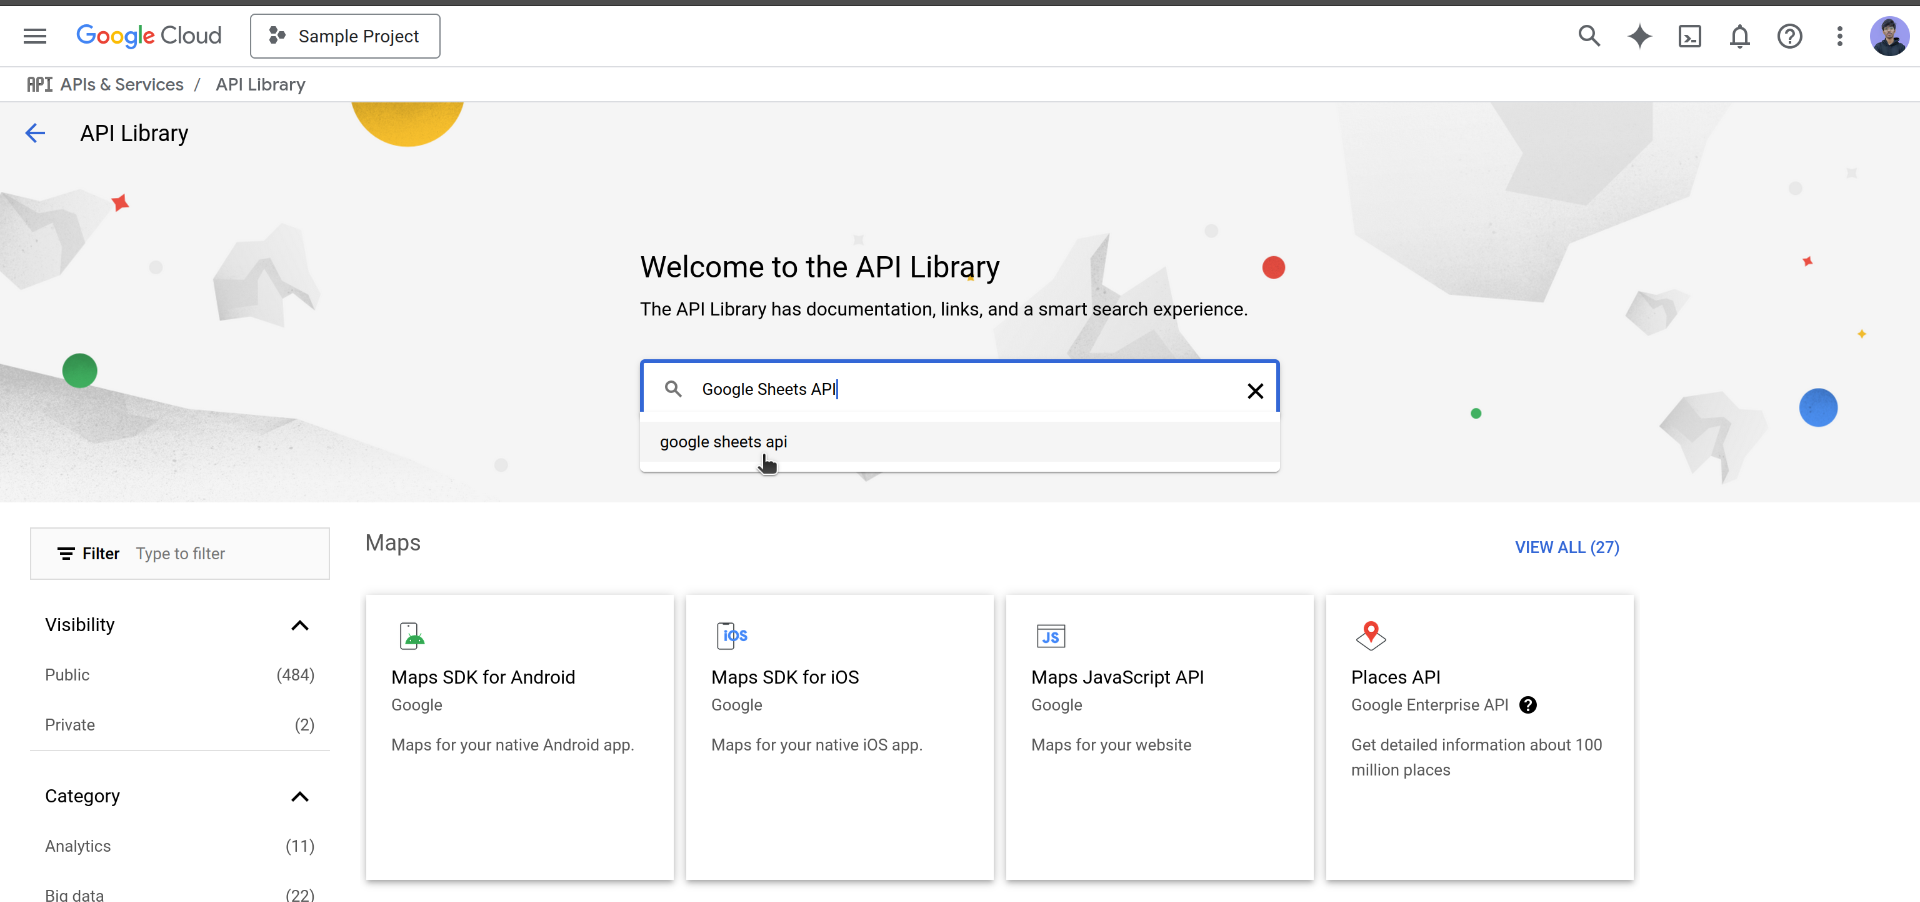 Google Cloud
Sample Project
API APIs & Services / API Library
API Library
Welcome to the API Library
The API Library has documentation, links, and a smart search experience.
Google Sheets API
google sheets api
Filter Type to filter
Visibility
Public (484)
Private (2)
Category
Analytics (11)
Big data (22)
Maps
VIEW ALL (27)
Maps SDK for Android
Google
Maps for your native Android app.
iOS
Maps SDK for iOS
Google
Maps for your native iOS app.
JS
Maps JavaScript API
Google
Maps for your website
Places API
Google Enterprise API ?
Get detailed information about 100
million places